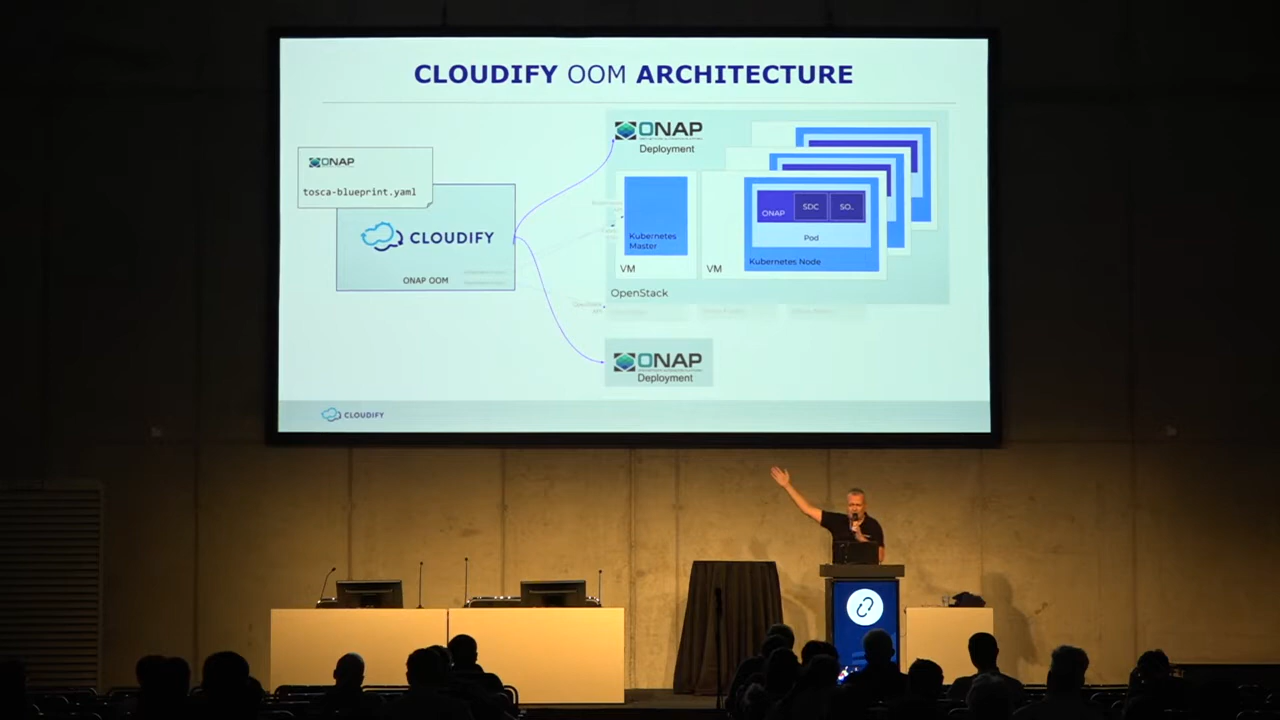 CLOUDIFY OOM ARCHITECTURE
ONAP
tosca-blueprint.yaml
CLOUDIFY
ONAP OOM
ONAP
Deployment
Kubernetes
Master
VM
VM
ONAP
SDC
SO..
Pod
Kubernetes Node
OpenStack
ONAP
Deployment
CLOUDIFY